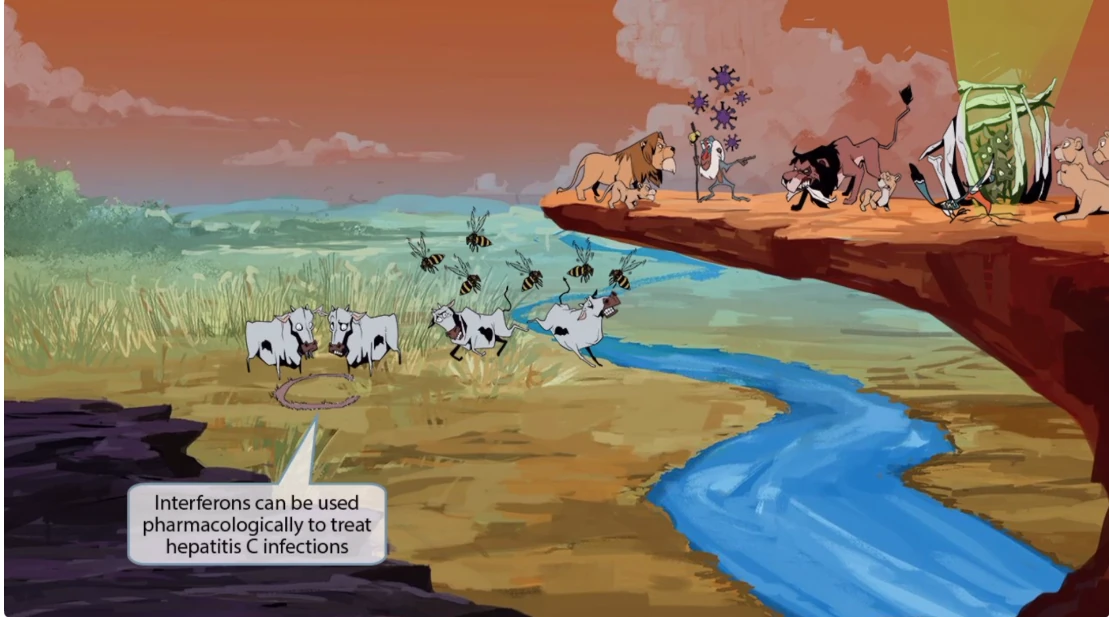 Interferons can be used
pharmacologically to treat
hepatitis C infections